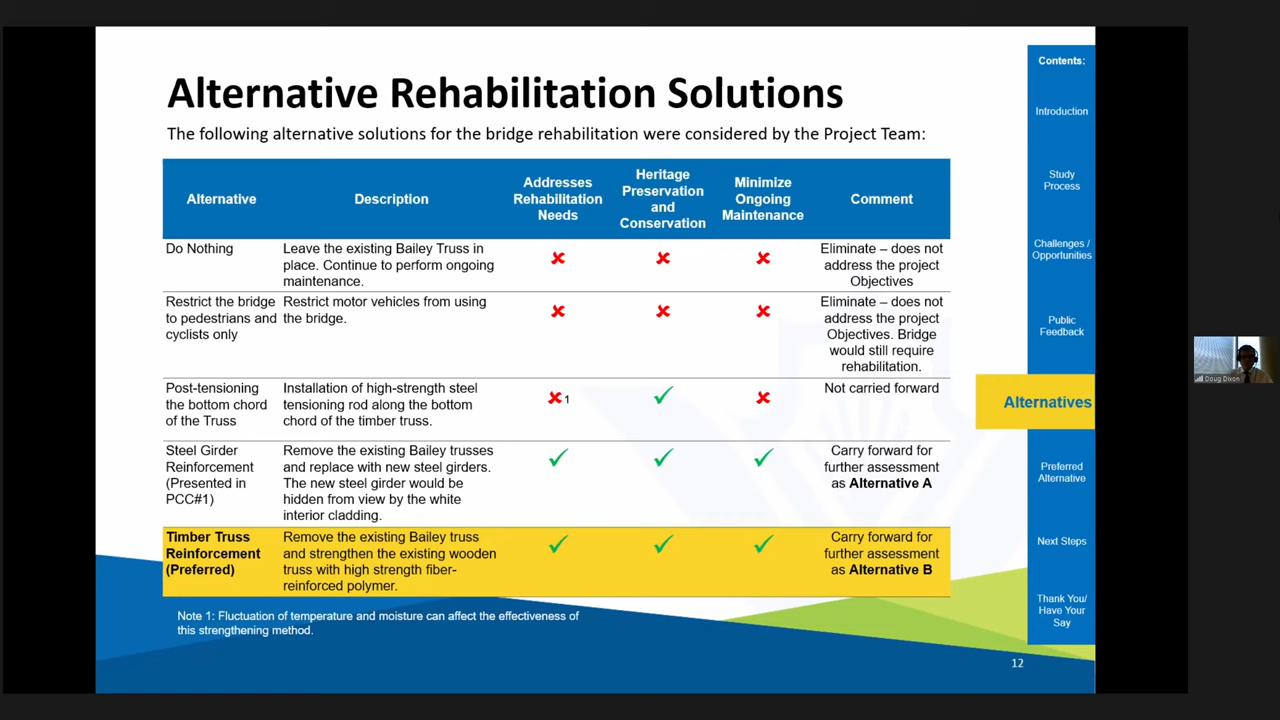 Alternative Rehabilitation Solutions
The following alternative solutions for the bridge rehabilitation were considered by the Project Team:
Alternative
Description
Addresses
Rehabilitation
Needs
Heritage
Preservation
and
Conservation
Minimize
Ongoing
Maintenance
Comment
Do Nothing
Leave the existing Bailey Truss in
place. Continue to perform ongoing
maintenance.
Eliminate – does not
address the project
Objectives
Restrict the bridge
to pedestrians and
cyclists only
Restrict motor vehicles from using
the bridge.
Eliminate – does not
address the project
Objectives. Bridge
would still require
rehabilitation.
Post-tensioning
the bottom chord
of the Truss
Installation of high-strength steel
tensioning rod along the bottom
chord of the timber truss.
1
Not carried forward
Steel Girder
Reinforcement
(Presented in
PCC#1)
Remove the existing Bailey trusses
and replace with new steel girders.
The new steel girder would be
hidden from view by the white
interior cladding.
Carry forward for
further assessment
as Alternative A
Timber Truss
Reinforcement
(Preferred)
Remove the existing Bailey truss
and strengthen the existing wooden
truss with high strength fiber-
reinforced polymer.
Carry forward for
further assessment
as Alternative B
Note 1: Fluctuation of temperature and moisture can affect the effectiveness of
this strengthening method.
12
Contents:
Introduction
Study
Process
Challenges /
Opportunities
Public
Feedback
Alternatives
Preferred
Alternative
Next Steps
Thank You/
Have Your
Say
Doug Dixon